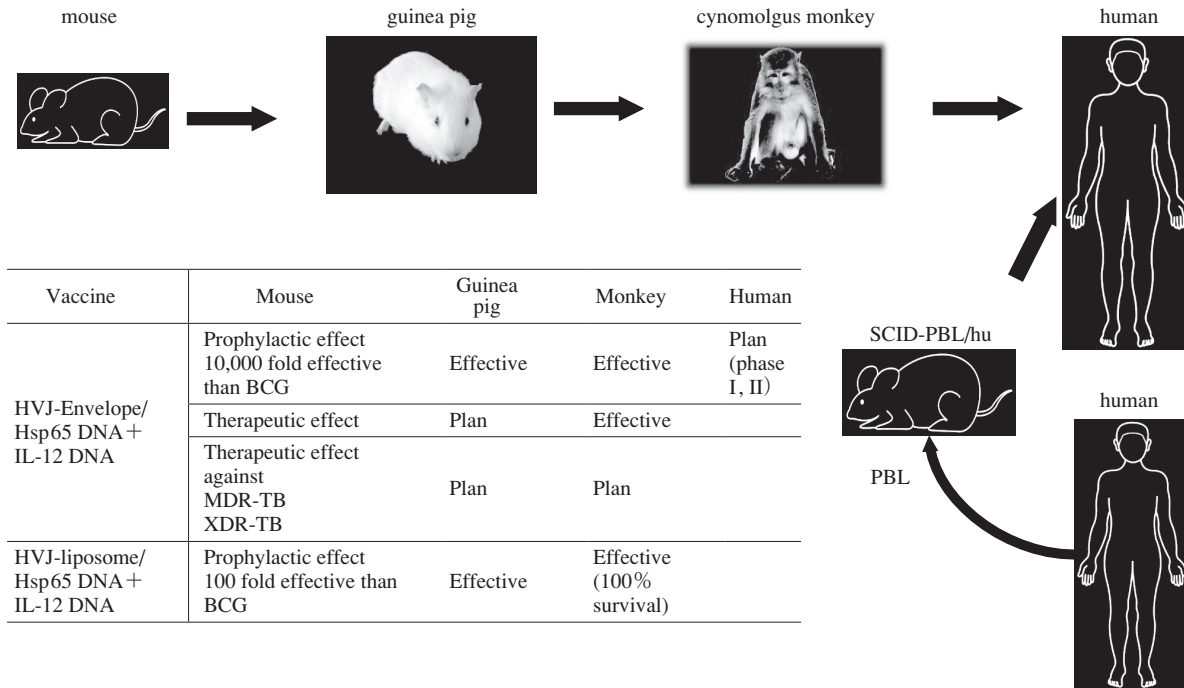 mouse
guinea pig
cynomolgus monkey
human
Vaccine
Mouse
Guinea
pig
Monkey
Human
HVJ-Envelope/
Hsp65 DNA+
IL-12 DNA
Prophylactic effect
10,000 fold effective
than BCG
Effective
Effective
Plan
(phase
I, II)
Therapeutic effect
Plan
Effective
Therapeutic effect
against
MDR-TB
XDR-TB
Plan
Plan
HVJ-liposome/
Hsp65 DNA+
IL-12 DNA
Prophylactic effect
100 fold effective than
BCG
Effective
Effective
(100%
survival)
SCID-PBL/hu
PBL
human